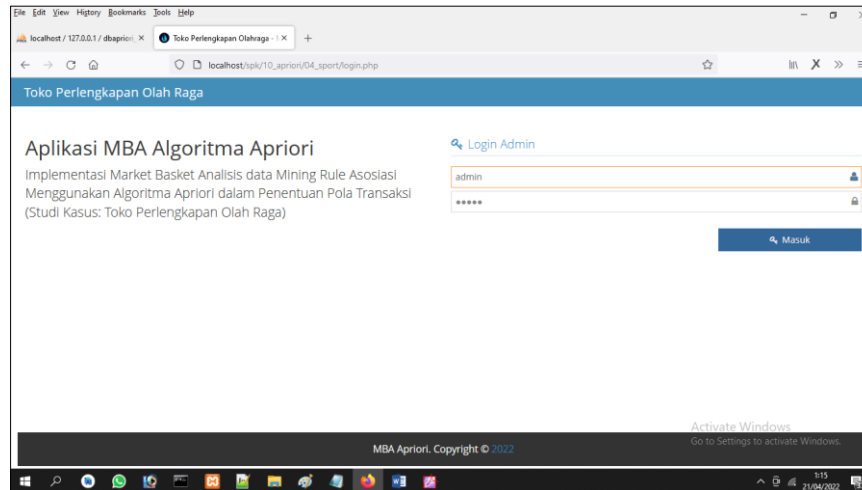 File Edit View History Bookmarks Tools Help
localhost / 127.0.0.1 / dbapriori_
Toko Perlengkapan Olahraga -
localhost/spk/10_apriori/04_sport/login.php
Toko Perlengkapan Olah Raga
Aplikasi MBA Algoritma Apriori
Implementasi Market Basket Analisis data Mining Rule Asosiasi
Menggunakan Algoritma Apriori dalam Penentuan Pola Transaksi
(Studi Kasus: Toko Perlengkapan Olah Raga)
Login Admin
admin
•••••
Masuk
Activate Windows
Go to Settings to activate Windows.
MBA Apriori. Copyright © 2022
1:15
21/04/2022